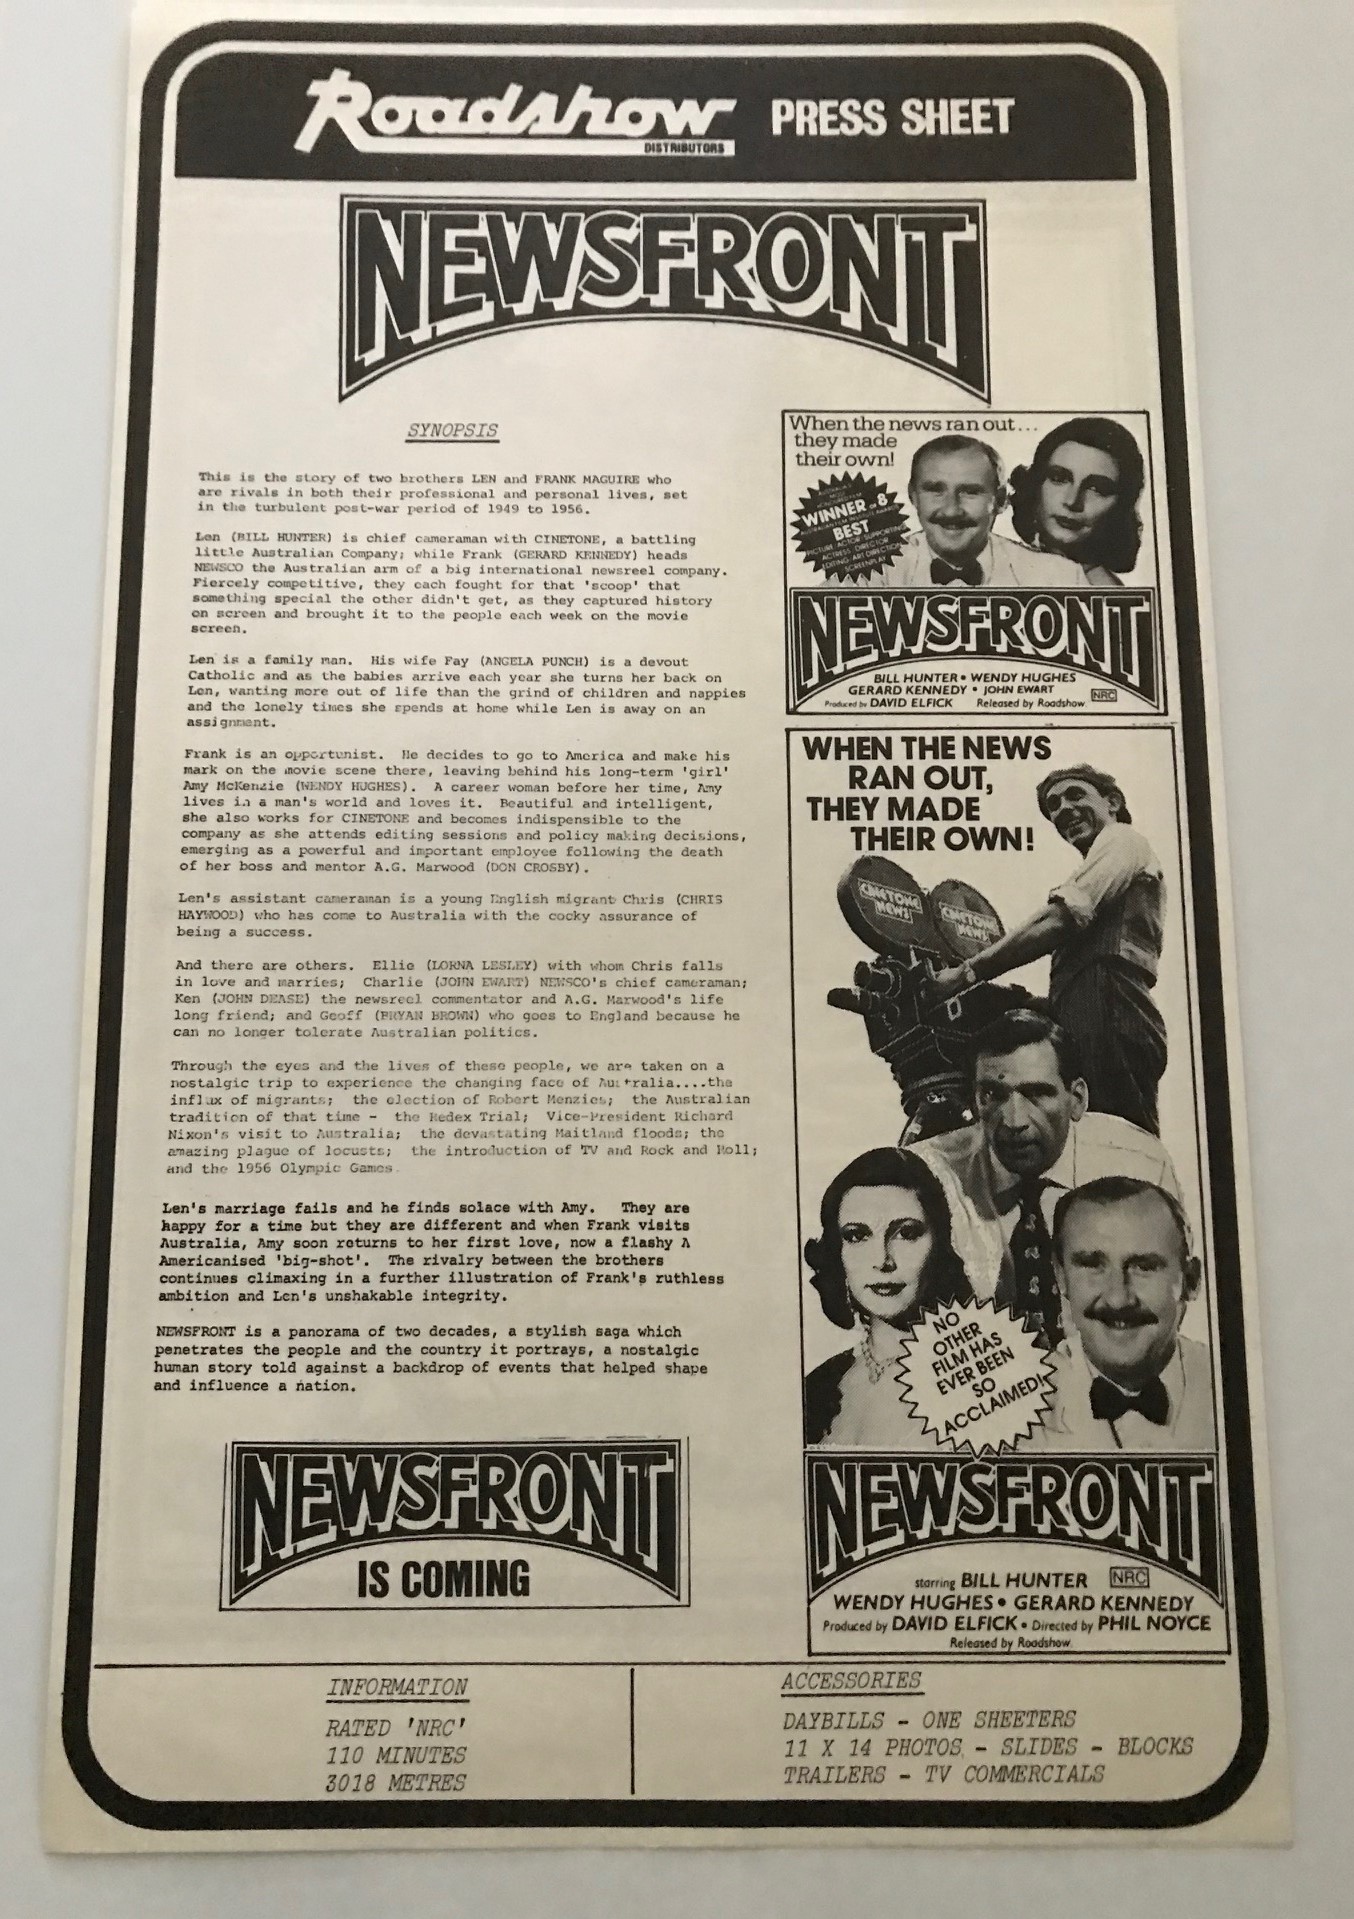 Roadshow
DISTRIBUTORS
PRESS SHEET
NEWSFRONT
SYNOPSIS
This is the story of two brothers LEN and FRANK MAGUIRE who
are rivals in both their professional and personal lives, set
in the turbulent post-war period of 1949 to 1956.
Len (BILL HUNTER) is chief cameraman with CINETONE, a battling
little Australian Company; while Frank (GERARD KENNEDY) heads
NEWSCO the Australian arm of a big international newsreel company.
Fiercely competitive, they each fought for that 'scoop' that
something special the other didn't get, as they captured history
on screen and brought it to the people each week on the movie
screen.
Len is a family man. His wife Fay (ANGELA PUNCH) is a devout
Catholic and as the babies arrive each year she turns her back on
Len, wanting more out of life than the grind of children and nappies
and the lonely times she spends at home while Len is away on an
assignment.
Frank is an opportunist. He decides to go to America and make his
mark on the movie scene there, leaving behind his long-term 'girl'
Amy McKenzie (WENDY HUGHES). A career woman before her time, Amy
lives in a man's world and loves it. Beautiful and intelligent,
she also works for CINETONE and becomes indispensible to the
company as she attends editing sessions and policy making decisions,
emerging as a powerful and important employee following the death
of her boss and mentor A.G. Marwood (DON CROSBY).
Len's assistant cameraman is a young English migrant Chris (CHRIS
HAYWOOD) who has come to Australia with the cocky assurance of
being a success.
And there are others. Ellie (LORNA LESLEY) with whom Chris falls
in love and marries; Charlie (JOHN EWART) NEWSCO's chief cameraman;
Ken (JOHN DEASE) the newsreel commentator and A.G. Marwood's life
long friend; and Geoff (BRYAN BROWN) who goes to England because he
can no longer tolerate Australian politics.
Through the eyes and the lives of these people, we are taken on a
nostalgic trip to experience the changing face of Australia....the
influx of migrants; the election of Robert Menzies; the Australian
tradition of that time - the Redex Trial; Vice-President Richard
Nixon's visit to Australia; the devastating Maitland floods; the
amazing plague of locusts; the introduction of TV and Rock and Roll;
and the 1956 Olympic Games.
Len's marriage fails and he finds solace with Amy. They are
happy for a time but they are different and when Frank visits
Australia, Amy soon returns to her first love, now a flashy A
Americanised 'big-shot'. The rivalry between the brothers
continues climaxing in a further illustration of Frank's ruthless
ambition and Len's unshakable integrity.
NEWSFRONT is a panorama of two decades, a stylish saga which
penetrates the people and the country it portrays, a nostalgic
human story told against a backdrop of events that helped shape
and influence a nation.
NEWSFRONT
IS COMING
When the news ran out...
they made
their own!
AUSTRALIA'S
MOST
HONOURED FILM
WINNER OF 8
AUSTRALIAN FILM INSTITUTE AWARDS
BEST
PICTURE/ACTOR/SUPPORTING
ACTRESS/DIRECTOR
EDITING/ART DIRECTION
SCREENPLAY
NEWSFRONT
BILL HUNTER • WENDY HUGHES
GERARD KENNEDY • JOHN EWART
Produced by DAVID ELFICK Released by Roadshow
NRC
WHEN THE NEWS
RAN OUT,
THEY MADE
THEIR OWN!
CINETONE
NEWS
CINETONE
NEWS
NO
OTHER
FILM HAS
EVER BEEN
SO
ACCLAIMED!
NEWSFRONT
starring BILL HUNTER NRC
WENDY HUGHES • GERARD KENNEDY
Produced by DAVID ELFICK • Directed by PHIL NOYCE
Released by Roadshow
INFORMATION
RATED 'NRC'
110 MINUTES
3018 METRES
ACCESSORIES
DAYBILLS - ONE SHEETERS
11 X 14 PHOTOS - SLIDES - BLOCKS
TRAILERS - TV COMMERCIALS